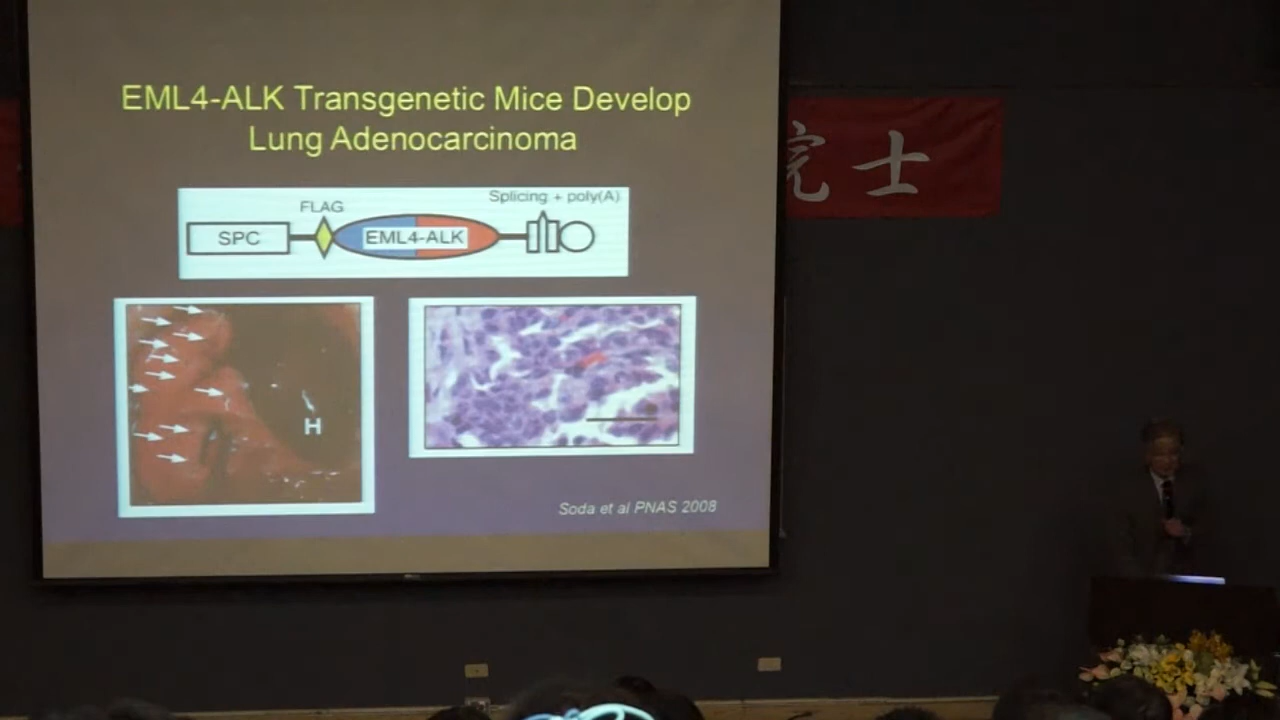 EML4-ALK Transgenetic Mice Develop
Lung Adenocarcinoma
FLAG
Splicing + poly(A)
SPC
EML4-ALK
H
Soda et al PNAS 2008
院士